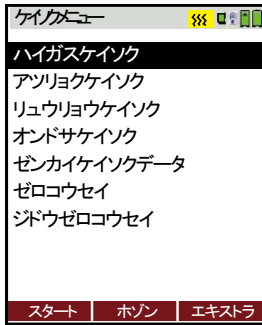 ケイソクメニュー
ハイガスケイソク
アツリョクケイソク
リュウリョウケイソク
オンドサケイソク
ゼンカイケイソクデータ
ゼロコウセイ
ジドウゼロコウセイ
スタート ホゾン エキストラ